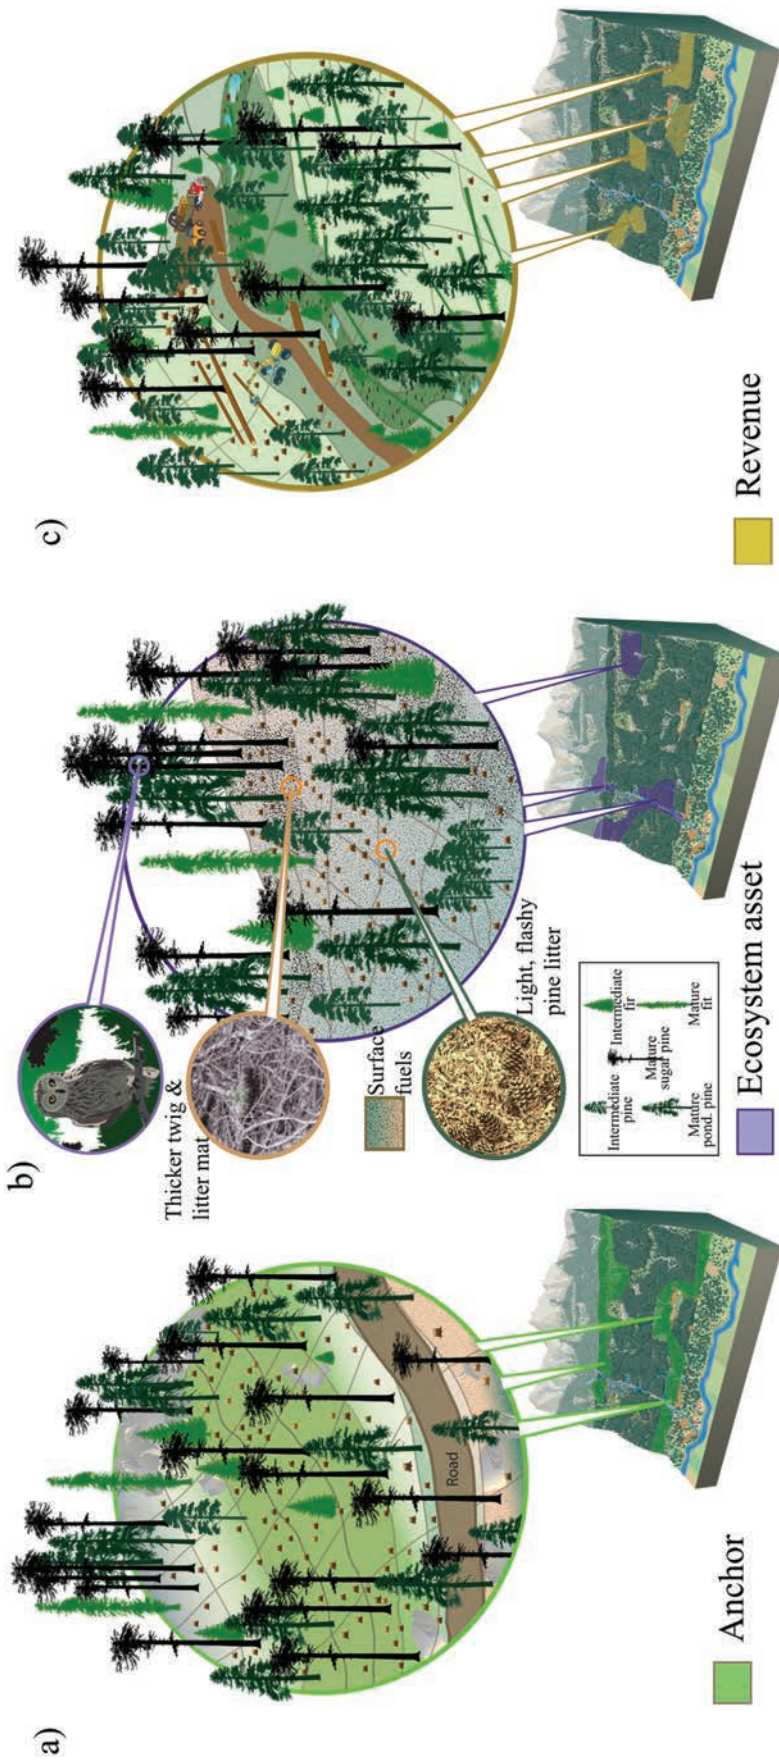 a)
Road
Anchor
b)
Thicker twig &
litter mat
Surface
fuels
Light, flashy
pine litter
Intermediate
pine
Intermediate
fir
Mature
sugar pine
Mature
pond. pine
Mature
fit
Ecosystem asset
c)
Revenue